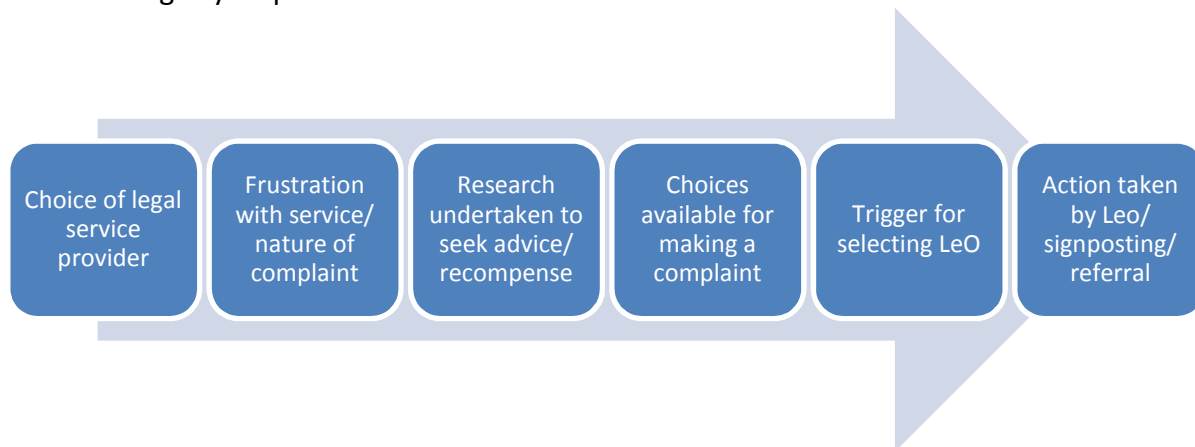 Choice of legal
service
provider
Frustration
with service/
nature of
complaint
Research
undertaken to
seek advice/
recompense
Choices
available for
making a
complaint
Trigger for
selecting LeO
Action taken
by Leo/
signposting/
referral